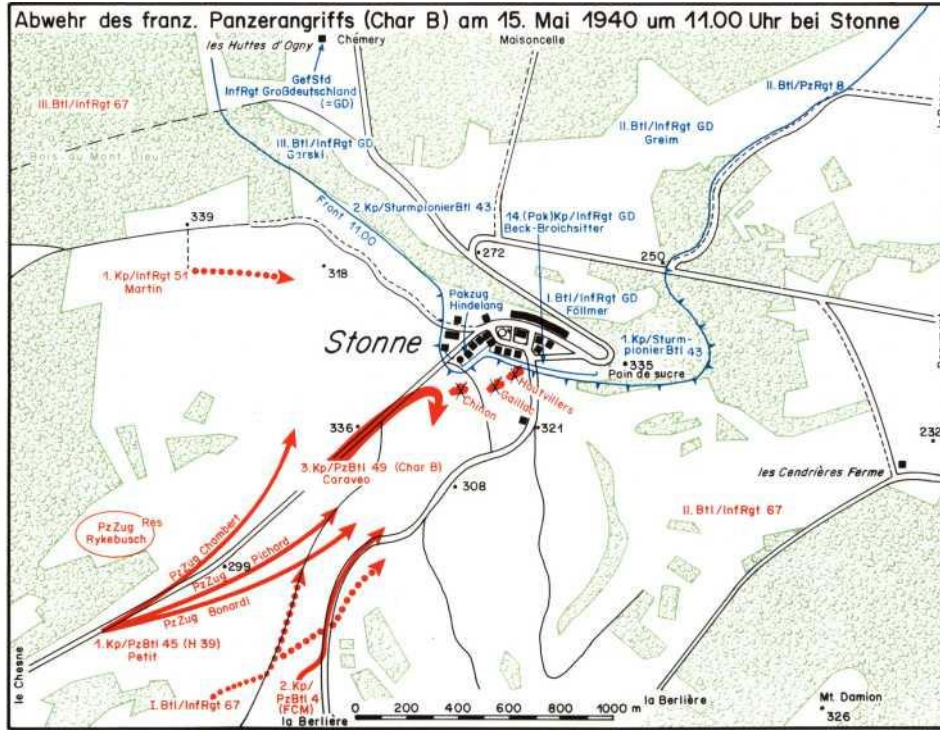 Abwehr des franz. Panzerangriffs (Char B) am 15. Mai 1940 um 11.00 Uhr bei Stonne
les Huttes d'Ogny
Chémery
Maisoncelle
GefStd
InfRgt Großdeutschland
(=GD)
II.Btl/PzRgt 8
III.Btl/InfRgt 67
II.Btl/InfRgt GD
Greim
III.Btl/InfRgt GD
Garski
Bois du Mont Dieu
Front 11.00
2.Kp/SturmpionierBtl 43
14.(Pak)Kp/InfRgt GD
Beck-Broichsitter
339
272
250
1.Kp/InfRgt 51
Martin
318
Pakzug
Hindelang
I.Btl/InfRgt GD
Föllmer
Stonne
1.Kp/Sturm-
pionierBtl 43
335
Pain de sucre
Chinon
Gaillac
Hautvillers
336
321
232
3.Kp/PzBtl 49 (Char B)
Caraveo
les Cendrières Ferme
308
II.Btl/InfRgt 67
PzZug Res
Rykebusch
PzZug Chambert
299
PzZug Pichard
PzZug Bonardi
1.Kp/PzBtl 45 (H 39)
Petit
le Chesne
I.Btl/InfRgt 67
2.Kp/
PzBtl 4
(FCM)
la Berlière
la Berlière
0 200 400 600 800 1000 m
Mt. Damion
326